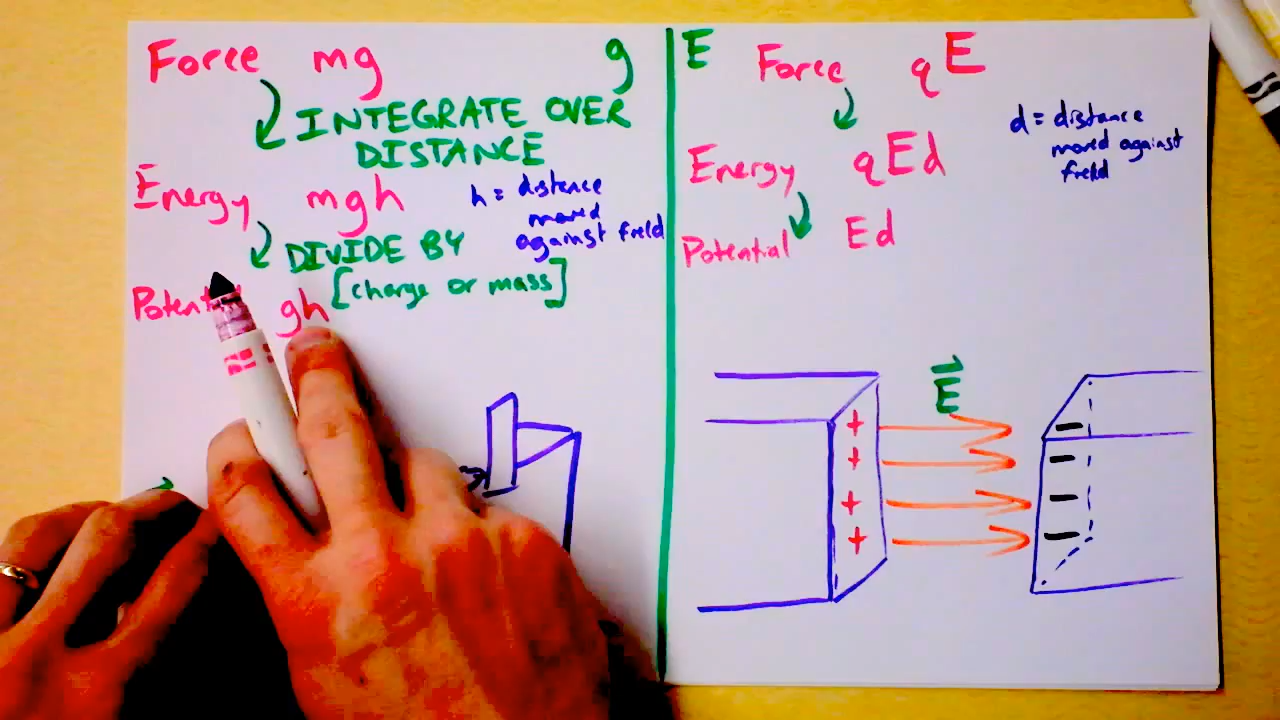 Force mg g
INTEGRATE OVER
DISTANCE
Energy mgh
h = distance
moved
against field
DIVIDE BY
[charge or mass]
gh
E Force qE
d = distance
moved against
field
Energy qEd
Potential Ed
E
+
+
+
+